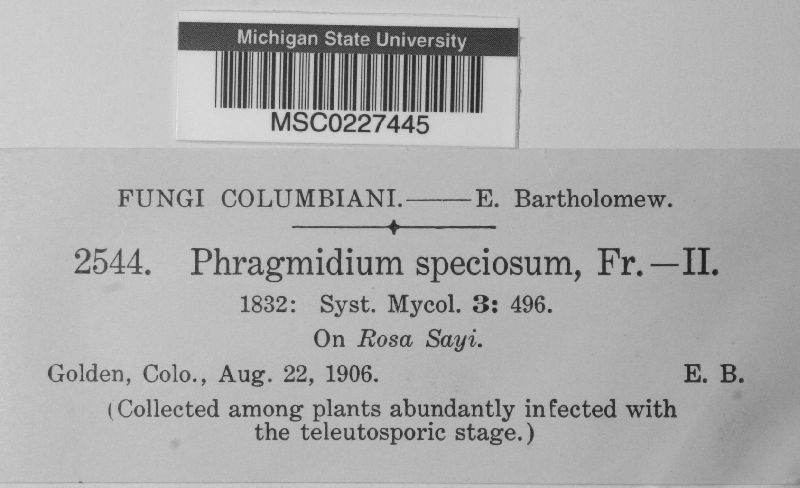 Michigan State University
MSC0227445
FUNGI COLUMBIANI.——E. Bartholomew.
2544. Phragmidium speciosum, Fr.—II.
1832: Syst. Mycol. 3: 496.
On Rosa Sayi.
Golden, Colo., Aug. 22, 1906. E. B.
(Collected among plants abundantly infected with
the teleutosporic stage.)